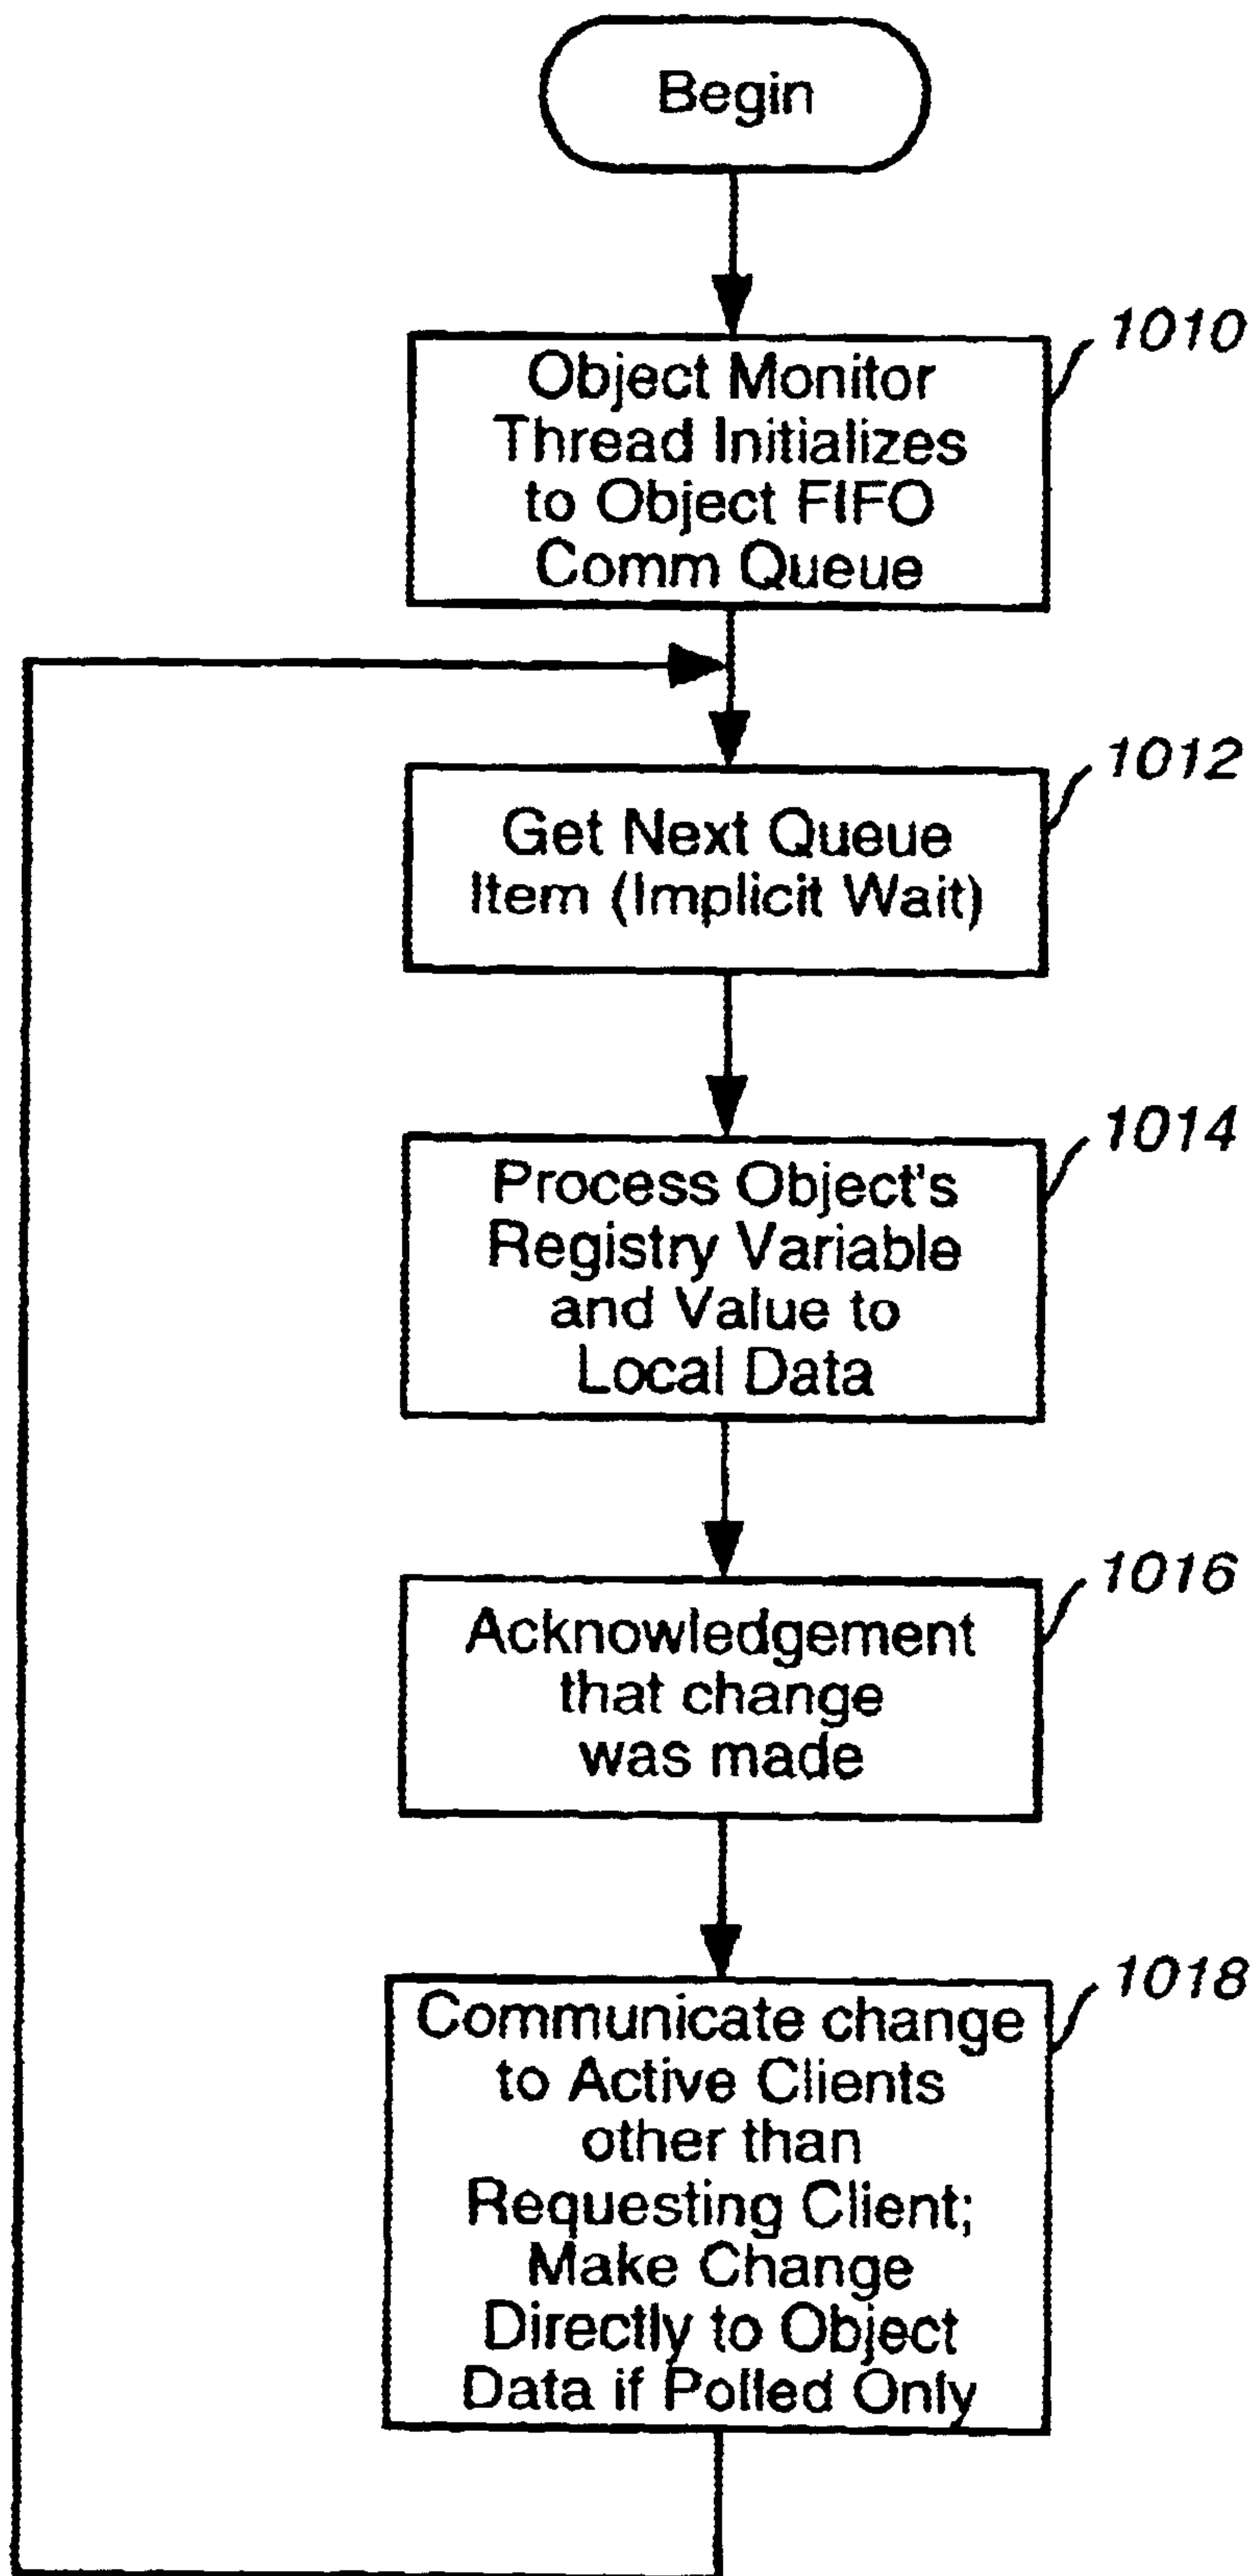 Begin
1010
Object Monitor
Thread Initializes
to Object FIFO
Comm Queue
1012
Get Next Queue
Item (Implicit Wait)
1014
Process Object's
Registry Variable
and Value to
Local Data
1016
Acknowledgement
that change
was made
1018
Communicate change
to Active Clients
other than
Requesting Client;
Make Change
Directly to Object
Data if Polled Only